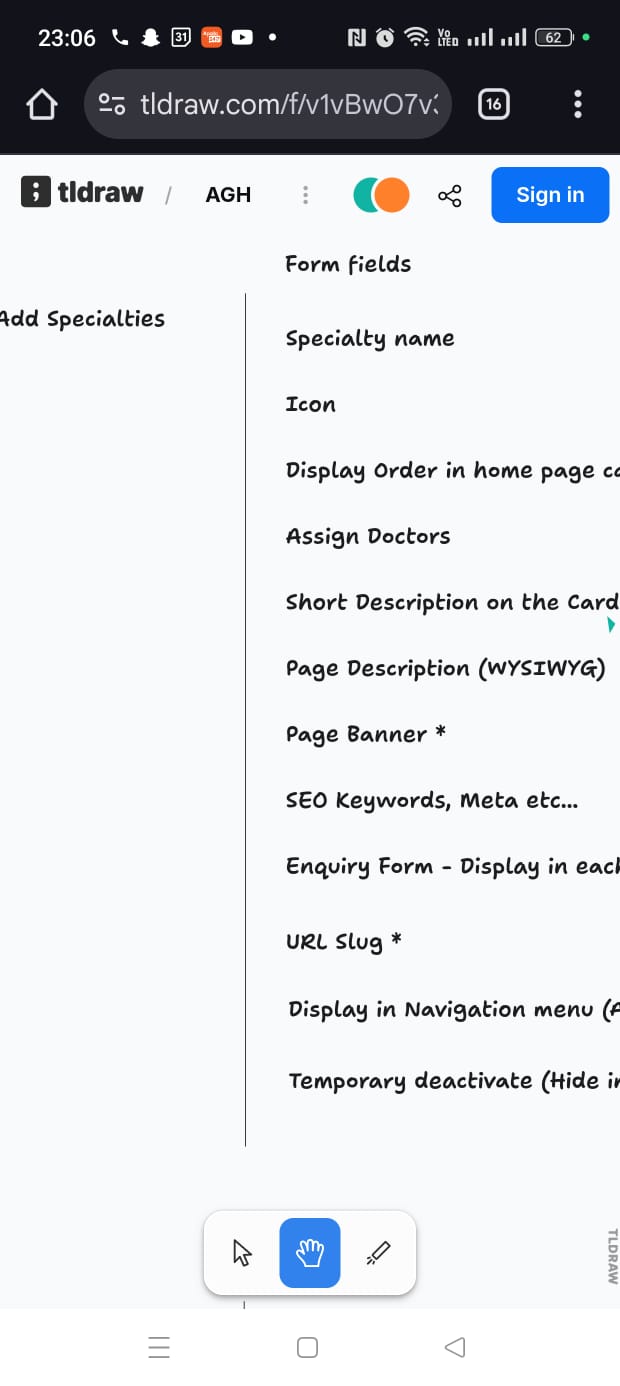 23:06
31
Vo
LTED
62
tldraw.com/f/v1vBwO7v
16
tldraw / AGH
Sign in
Form fields
Add Specialties
Specialty name
Icon
Display Order in home page ca
Assign Doctors
Short Description on the Card
Page Description (WYSIWYG)
Page Banner *
SEO Keywords, Meta etc...
Enquiry Form - Display in each
URL Slug *
Display in Navigation menu (A
Temporary deactivate (Hide in
TLDRAW